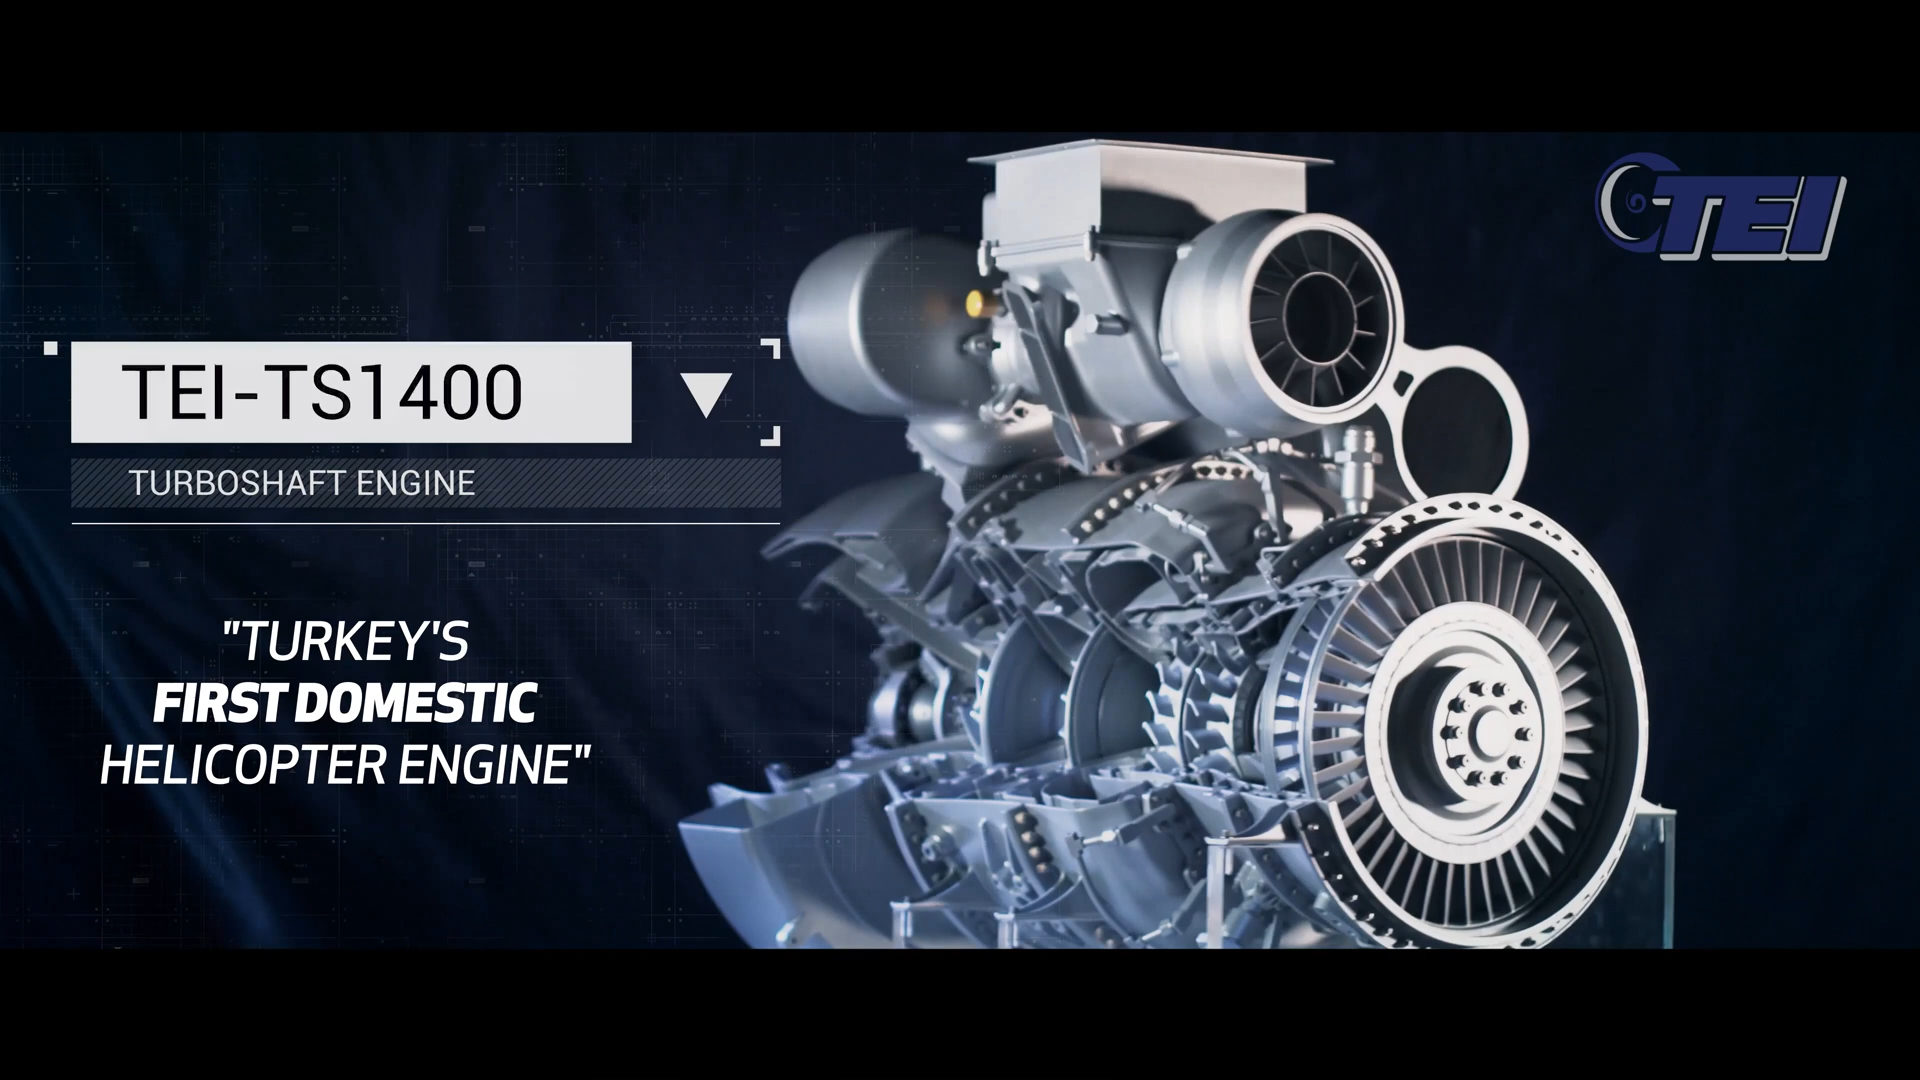 TEI
TEI-TS1400
TURBOSHAFT ENGINE
"TURKEY'S
FIRST DOMESTIC
HELICOPTER ENGINE"